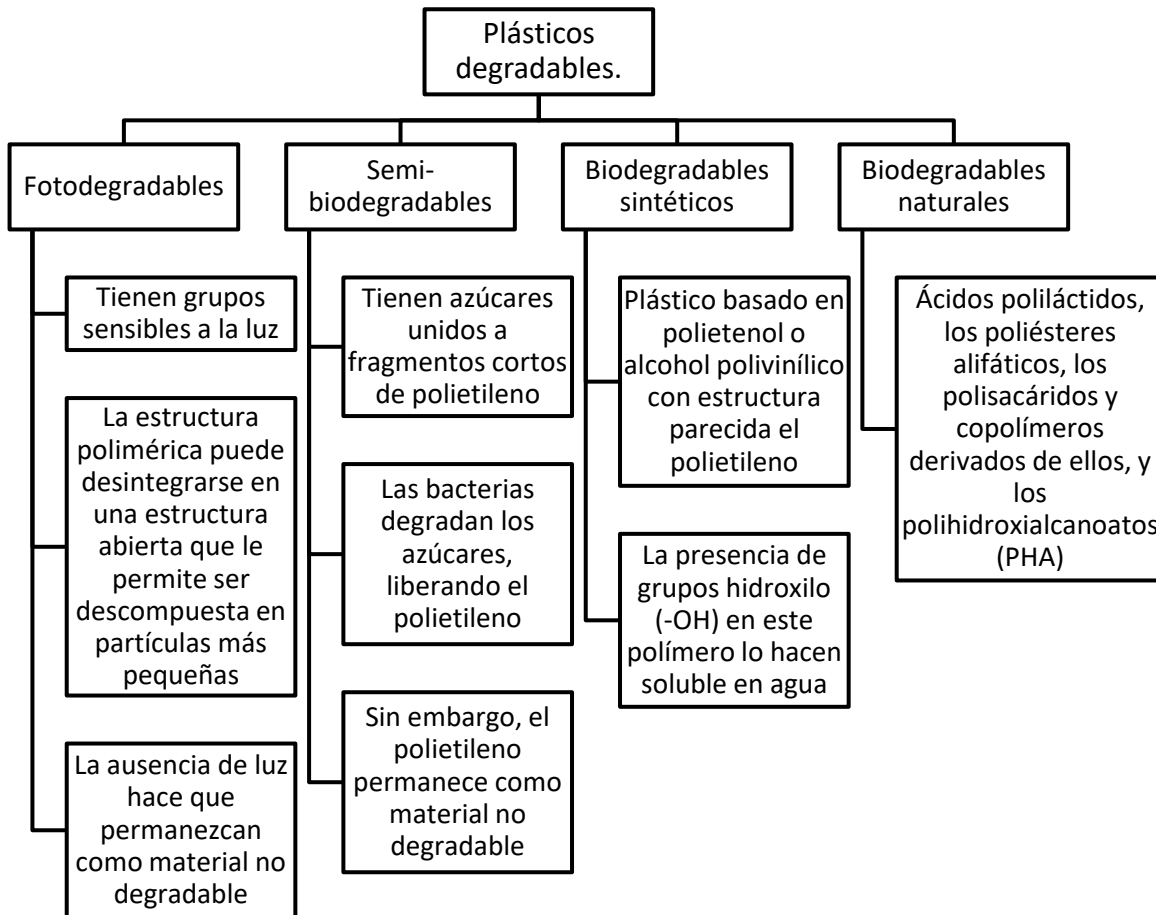 Plásticos
degradables.
Fotodegradables
Semi-
biodegradables
Biodegradables
sintéticos
Biodegradables
naturales
Tienen grupos
sensibles a la luz
La estructura
polimérica puede
desintegrarse en
una estructura
abierta que le
permite ser
descompuesta en
partículas más
pequeñas
La ausencia de luz
hace que
permanezcan
como material no
degradable
Tienen azúcares
unidos a
fragmentos cortos
de polietileno
Las bacterias
degradan los
azúcares,
liberando el
polietileno
Sin embargo, el
polietileno
permanece como
material no
degradable
Plástico basado en
polietenol o
alcohol polivinílico
con estructura
parecida el
polietileno
La presencia de
grupos hidroxilo
(-OH) en este
polímero lo hacen
soluble en agua
Ácidos poliláctidos,
los poliésteres
alifáticos, los
polisacáridos y
copolímeros
derivados de ellos, y
los
polihidroxialcanoatos
(PHA)